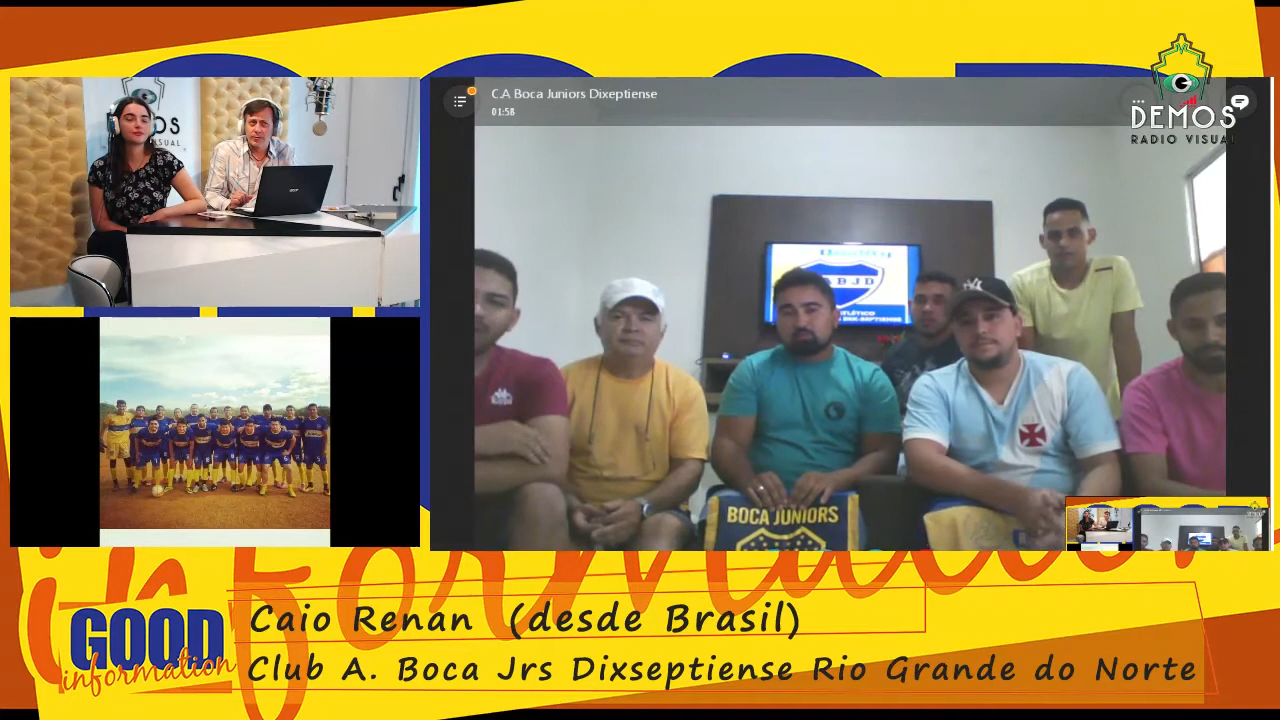 C.A Boca Juniors Dixeptiense
01:58
DEMOS
RADIO VISUAL
BOCA JUNIORS
GOOD
information
Caio Renan (desde Brasil)
Club A. Boca Jrs Dixseptiense Rio Grande do Norte